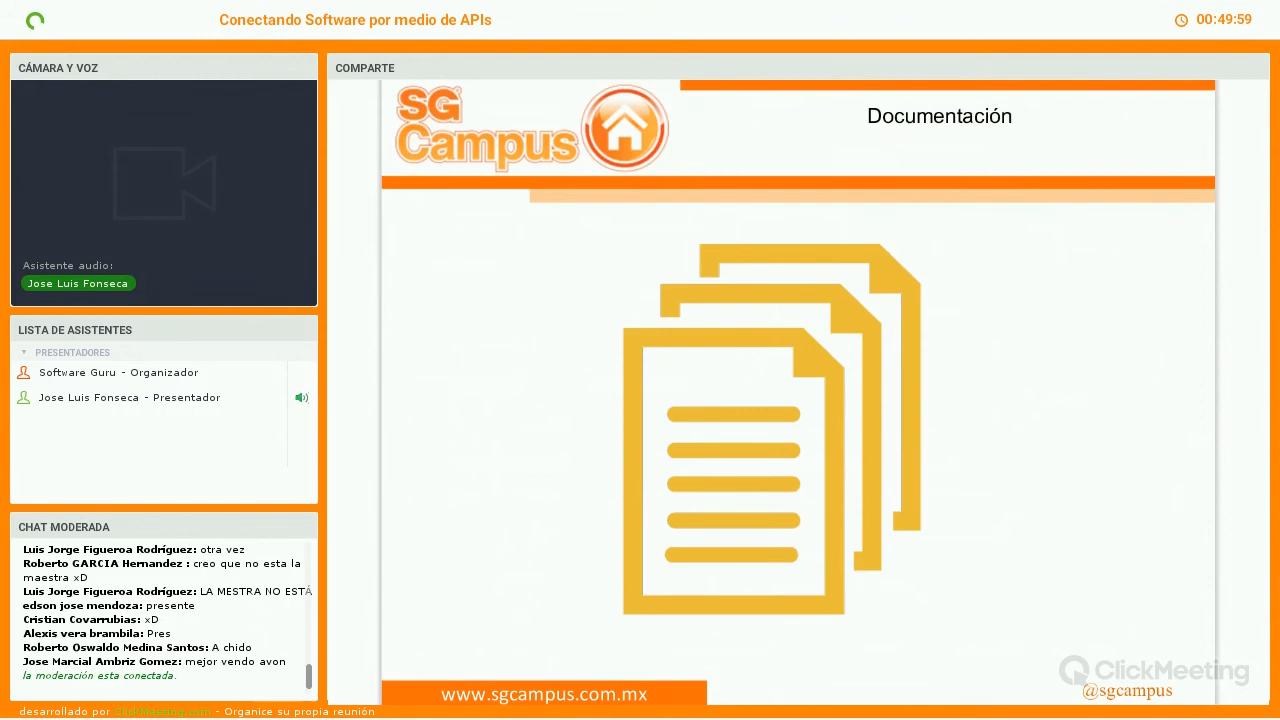 Conectando Software por medio de APIs
00:49:59
CÁMARA Y VOZ
Asistente audio:
Jose Luis Fonseca
LISTA DE ASISTENTES
PRESENTADORES
Software Guru - Organizador
Jose Luis Fonseca - Presentador
CHAT MODERADA
Luis Jorge Figueroa Rodríguez: otra vez
Roberto GARCIA Hernandez : creo que no esta la
maestra xD
Luis Jorge Figueroa Rodríguez: LA MESTRA NO ESTÁ
edson jose mendoza: presente
Cristian Covarrubias: xD
Alexis vera brambila: Pres
Roberto Oswaldo Medina Santos: A chido
Jose Marcial Ambriz Gomez: mejor vendo avon
la moderación esta conectada.
desarrollado por ClickMeeting.com - Organice su propia reunión
COMPARTE
SG
Campus
Documentación
www.sgcampus.com.mx
ClickMeeting
@sgcampus